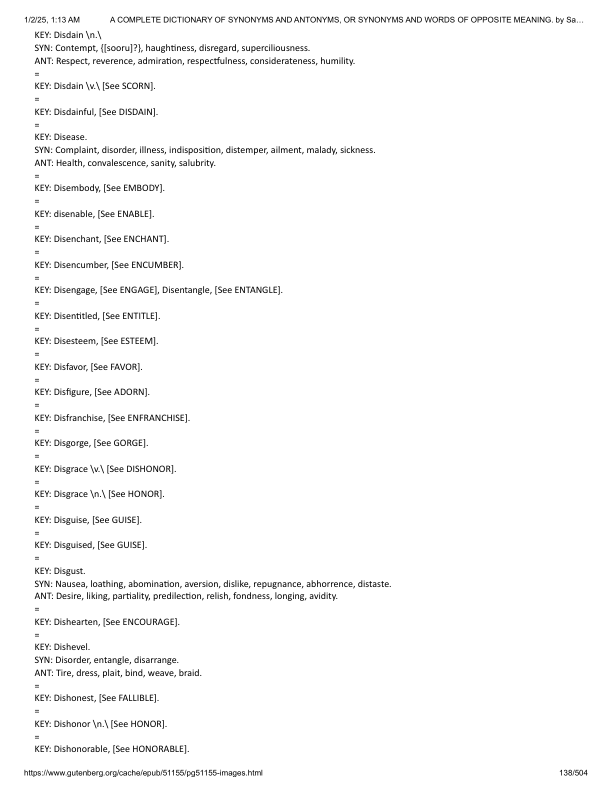 1/2/25, 1:13 AM A COMPLETE DICTIONARY OF SYNONYMS AND ANTONYMS, OR SYNONYMS AND WORDS OF OPPOSITE MEANING. by Sa…
KEY: Disdain \n.\
SYN: Contempt, {[sooru]?}, haughtiness, disregard, superciliousness.
ANT: Respect, reverence, admiration, respectfulness, considerateness, humility.
=
KEY: Disdain \v.\ [See SCORN].
=
KEY: Disdainful, [See DISDAIN].
=
KEY: Disease.
SYN: Complaint, disorder, illness, indisposition, distemper, ailment, malady, sickness.
ANT: Health, convalescence, sanity, salubrity.
=
KEY: Disembody, [See EMBODY].
=
KEY: disenable, [See ENABLE].
=
KEY: Disenchant, [See ENCHANT].
=
KEY: Disencumber, [See ENCUMBER].
=
KEY: Disengage, [See ENGAGE], Disentangle, [See ENTANGLE].
=
KEY: Disentitled, [See ENTITLE].
=
KEY: Disesteem, [See ESTEEM].
=
KEY: Disfavor, [See FAVOR].
=
KEY: Disfigure, [See ADORN].
=
KEY: Disfranchise, [See ENFRANCHISE].
=
KEY: Disgorge, [See GORGE].
=
KEY: Disgrace \v.\ [See DISHONOR].
=
KEY: Disgrace \n.\ [See HONOR].
=
KEY: Disguise, [See GUISE].
=
KEY: Disguised, [See GUISE].
=
KEY: Disgust.
SYN: Nausea, loathing, abomination, aversion, dislike, repugnance, abhorrence, distaste.
ANT: Desire, liking, partiality, predilection, relish, fondness, longing, avidity.
=
KEY: Dishearten, [See ENCOURAGE].
=
KEY: Dishevel.
SYN: Disorder, entangle, disarrange.
ANT: Tire, dress, plait, bind, weave, braid.
=
KEY: Dishonest, [See FALLIBLE].
=
KEY: Dishonor \n.\ [See HONOR].
=
KEY: Dishonorable, [See HONORABLE].
https://www.gutenberg.org/cache/epub/51155/pg51155-images.html 138/504